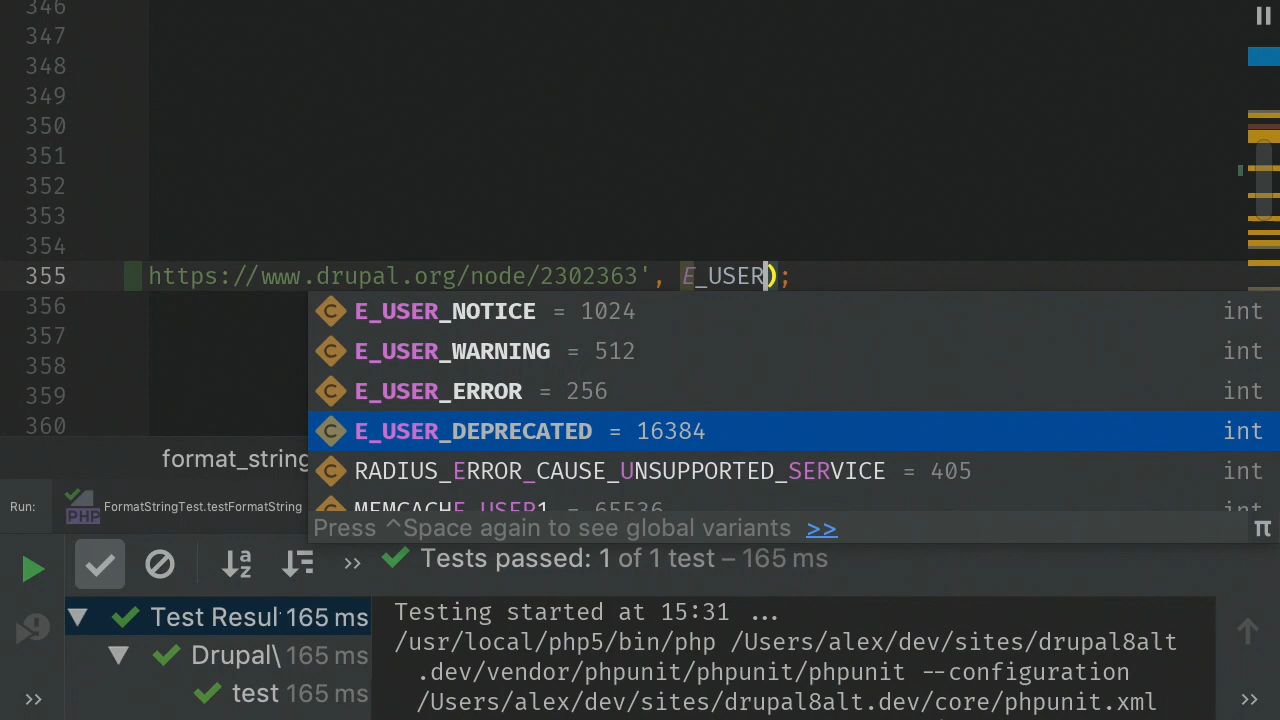 346
347
348
349
350
351
352
353
354
355 https://www.drupal.org/node/2302363', E_USER);
356
357
358
359
360
E_USER_NOTICE = 1024 int
E_USER_WARNING = 512 int
E_USER_ERROR = 256 int
E_USER_DEPRECATED = 16384 int
RADIUS_ERROR_CAUSE_UNSUPPORTED_SERVICE = 405 int
MEMCACHE_USER1 = 65536 int
Press ^Space again to see global variants >> π
format_string
Run: PHP FormatStringTest.testFormatString
Tests passed: 1 of 1 test – 165 ms
Test Resul 165 ms
Drupal\ 165 ms
test 165 ms
Testing started at 15:31 ...
/usr/local/php5/bin/php /Users/alex/dev/sites/drupal8alt
.dev/vendor/phpunit/phpunit/phpunit --configuration
/Users/alex/dev/sites/drupal8alt.dev/core/phpunit.xml